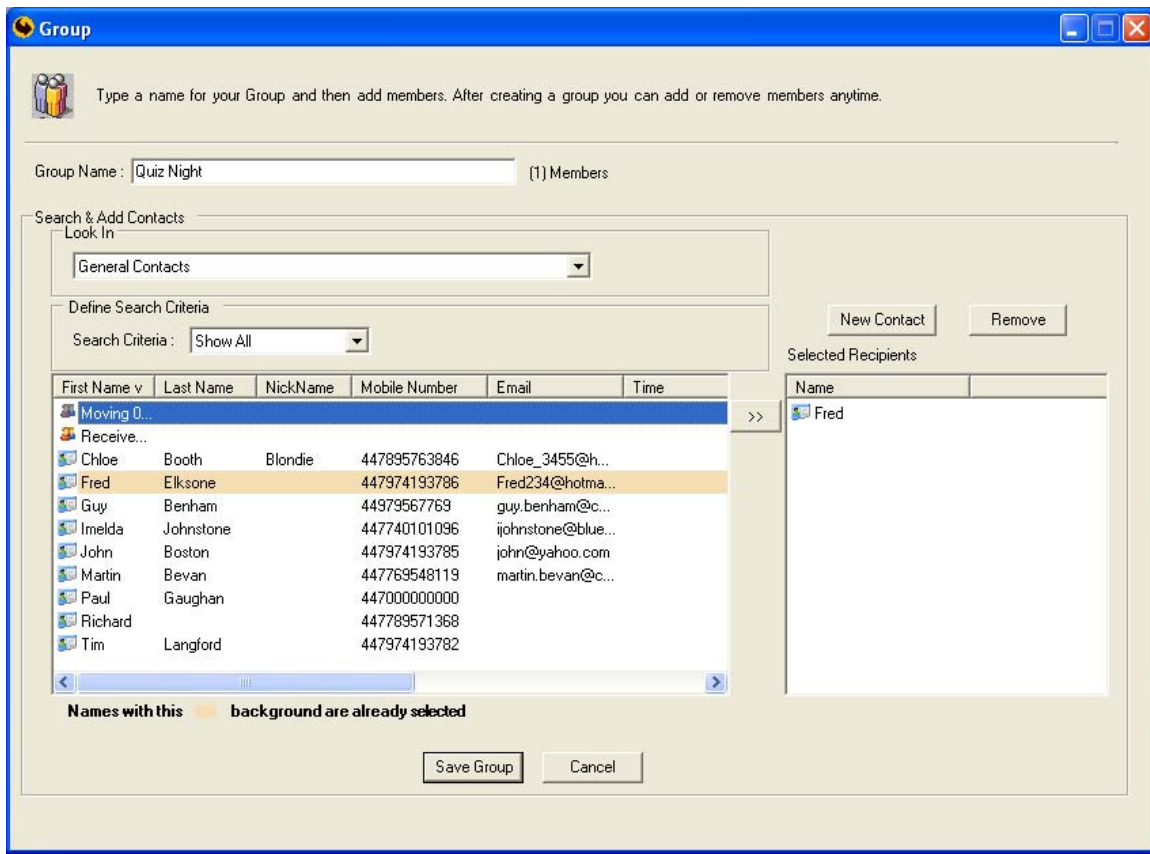 Group
Type a name for your Group and then add members. After creating a group you can add or remove members anytime.
Group Name : Quiz Night (1) Members
Search & Add Contacts
Look In
General Contacts
Define Search Criteria
Search Criteria : Show All
New Contact Remove
Selected Recipients
First Name v Last Name NickName Mobile Number Email Time
Moving 0...
Receive...
Chloe Booth Blondie 447895763846 Chloe_3455@h...
Fred Elksone 447974193786 Fred234@hotma...
Guy Benham 44979567769 guy.benham@c...
Imelda Johnstone 447740101096 ijohnstone@blue...
John Boston 447974193785 john@yahoo.com
Martin Bevan 447769548119 martin.bevan@c...
Paul Gaughan 447000000000
Richard 447789571368
Tim Langford 447974193782
>>
Name
Fred
Names with this background are already selected
Save Group Cancel